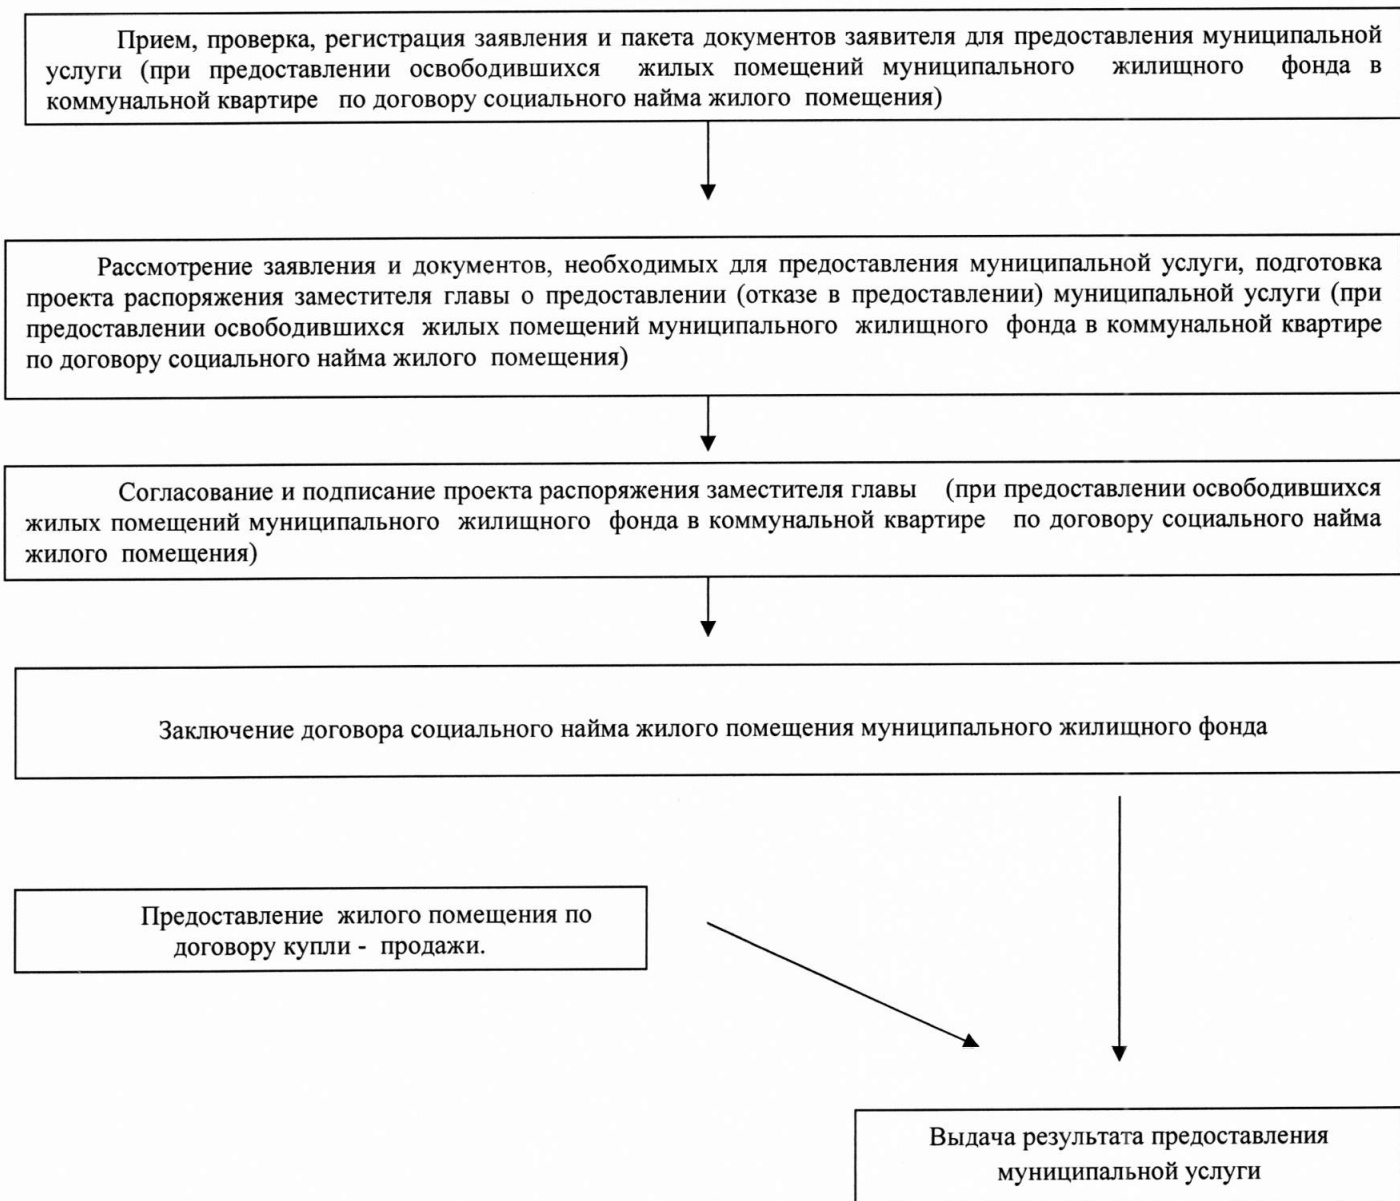 Прием, проверка, регистрация заявления и пакета документов заявителя для предоставления муниципальной
услуги (при предоставлении освободившихся жилых помещений муниципального жилищного фонда в
коммунальной квартире по договору социального найма жилого помещения)
Рассмотрение заявления и документов, необходимых для предоставления муниципальной услуги, подготовка
проекта распоряжения заместителя главы о предоставлении (отказе в предоставлении) муниципальной услуги (при
предоставлении освободившихся жилых помещений муниципального жилищного фонда в коммунальной квартире
по договору социального найма жилого помещения)
Согласование и подписание проекта распоряжения заместителя главы (при предоставлении освободившихся
жилых помещений муниципального жилищного фонда в коммунальной квартире по договору социального найма
жилого помещения)
Заключение договора социального найма жилого помещения муниципального жилищного фонда
Предоставление жилого помещения по
договору купли - продажи.
Выдача результата предоставления
муниципальной услуги